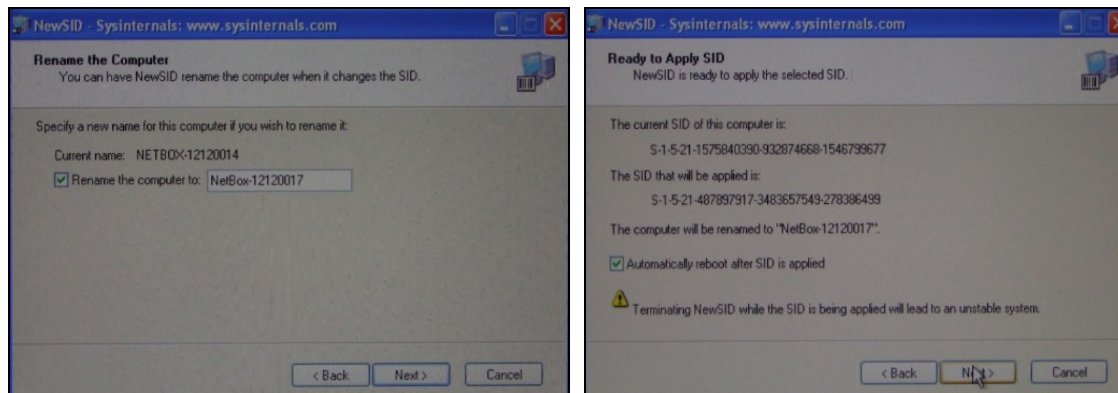 NewSID - Sysinternals: www.sysinternals.com
Rename the Computer
You can have NewSID rename the computer when it changes the SID.
Specify a new name for this computer if you wish to rename it:
Current name: NETBOX-12120014
Rename the computer to: NetBox-12120017
< Back Next > Cancel
NewSID - Sysinternals: www.sysinternals.com
Ready to Apply SID
NewSID is ready to apply the selected SID.
The current SID of this computer is:
S-1-5-21-1575840390-932874668-1546799677
The SID that will be applied is:
S-1-5-21-487897917-3483657549-278386499
The computer will be renamed to "NetBox-12120017".
Automatically reboot after SID is applied
Terminating NewSID while the SID is being applied will lead to an unstable system.
< Back Next > Cancel